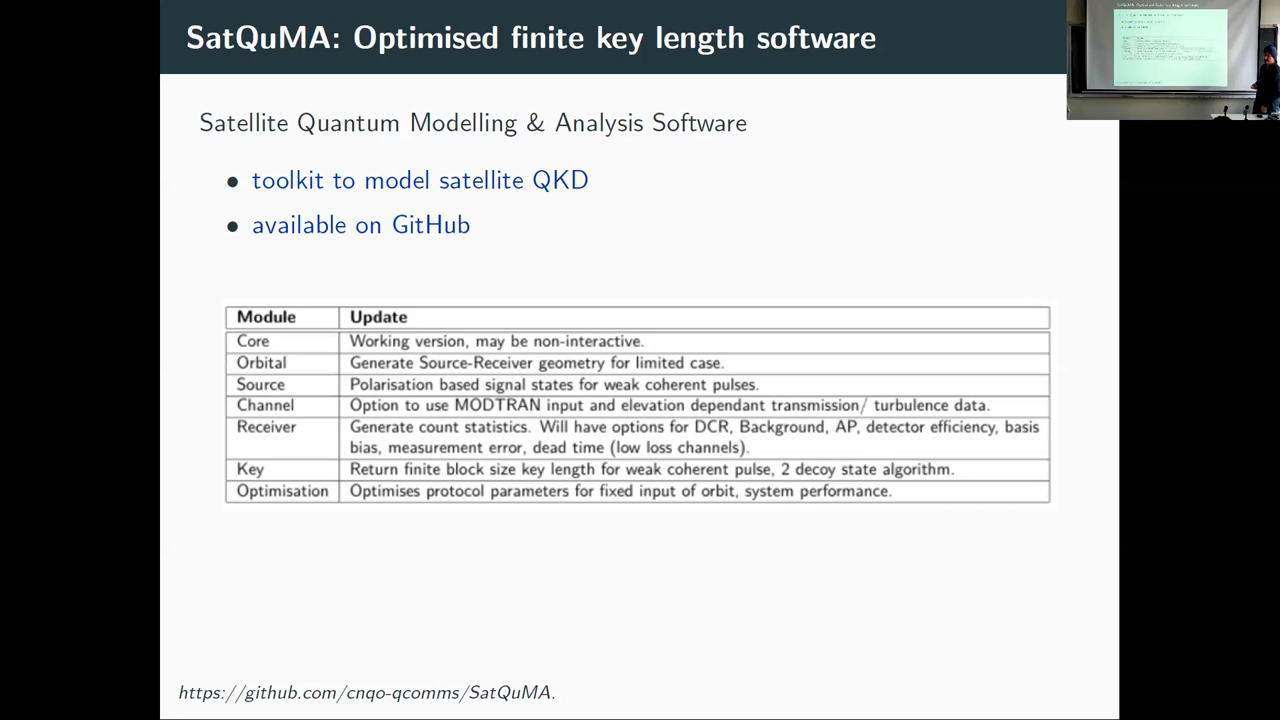 SatQuMA: Optimised finite key length software
Satellite Quantum Modelling & Analysis Software
• toolkit to model satellite QKD
• available on GitHub
Module Update
Core Working version, may be non-interactive.
Orbital Generate Source-Receiver geometry for limited case.
Source Polarisation based signal states for weak coherent pulses.
Channel Option to use MODTRAN input and elevation dependant transmission/ turbulence data.
Receiver Generate count statistics. Will have options for DCR, Background, AP, detector efficiency, basis
bias, measurement error, dead time (low loss channels).
Key Return finite block size key length for weak coherent pulse, 2 decoy state algorithm.
Optimisation Optimises protocol parameters for fixed input of orbit, system performance.
https://github.com/cnqo-qcomms/SatQuMA.